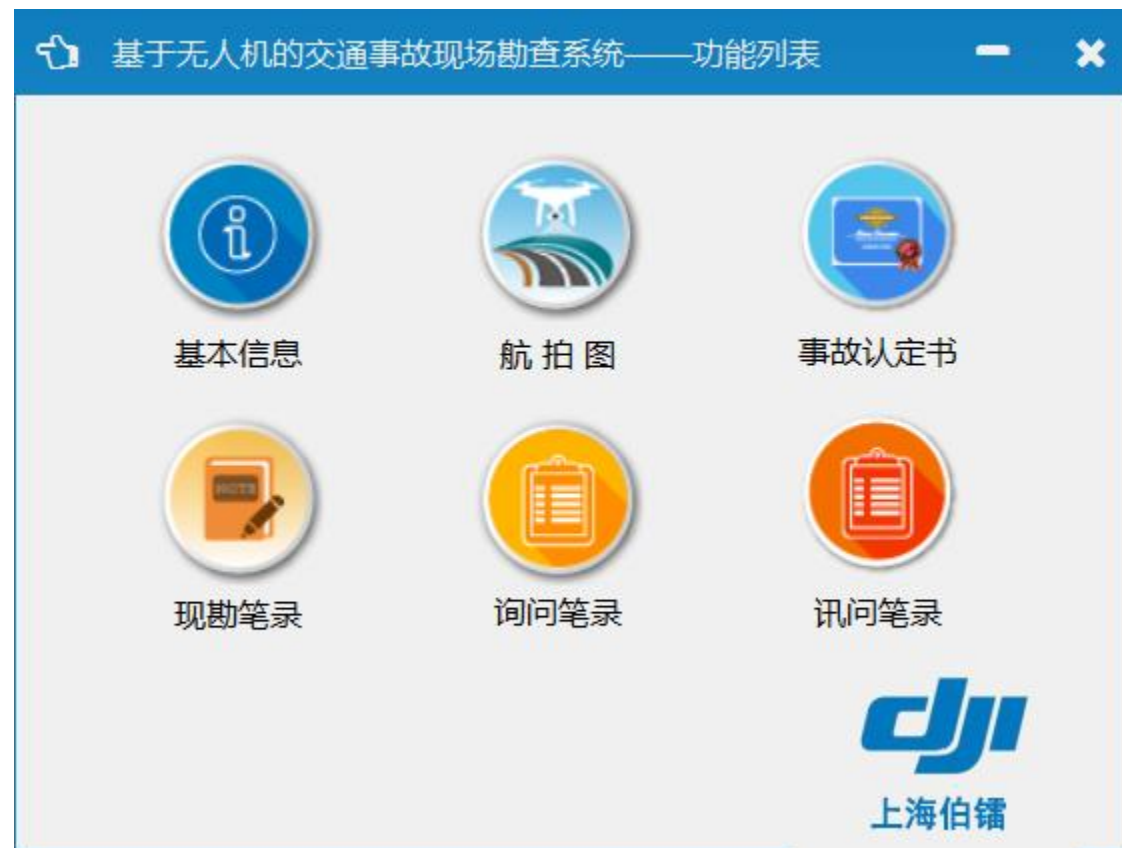 基于无人机的交通事故现场勘查系统——功能列表
基本信息
航拍图
事故认定书
NOTE
现勘笔录
询问笔录
讯问笔录
dji
上海伯镭